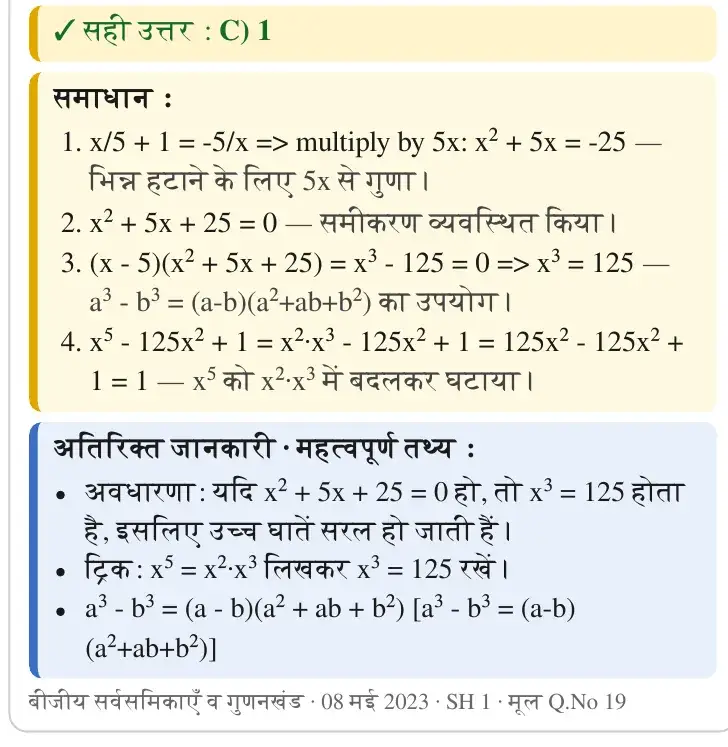 ✓ सही उत्तर : C) 1
समाधान :
1. x/5 + 1 = -5/x => multiply by 5x: x² + 5x = -25 —
भिन्न हटाने के लिए 5x से गुणा।
2. x² + 5x + 25 = 0 — समीकरण व्यवस्थित किया।
3. (x - 5)(x² + 5x + 25) = x³ - 125 = 0 => x³ = 125 —
a³ - b³ = (a-b)(a²+ab+b²) का उपयोग।
4. x⁵ - 125x² + 1 = x²·x³ - 125x² + 1 = 125x² - 125x² +
1 = 1 — x⁵ को x²·x³ में बदलकर घटाया।
अतिरिक्त जानकारी · महत्वपूर्ण तथ्य :
• अवधारणा : यदि x² + 5x + 25 = 0 हो, तो x³ = 125 होता
है, इसलिए उच्च घातें सरल हो जाती हैं।
• ट्रिक : x⁵ = x²·x³ लिखकर x³ = 125 रखें।
• a³ - b³ = (a - b)(a² + ab + b²) [a³ - b³ = (a-b)
(a²+ab+b²)]
बीजीय सर्वसमिकाएँ व गुणनखंड · 08 मई 2023 · SH 1 · मूल Q.No 19